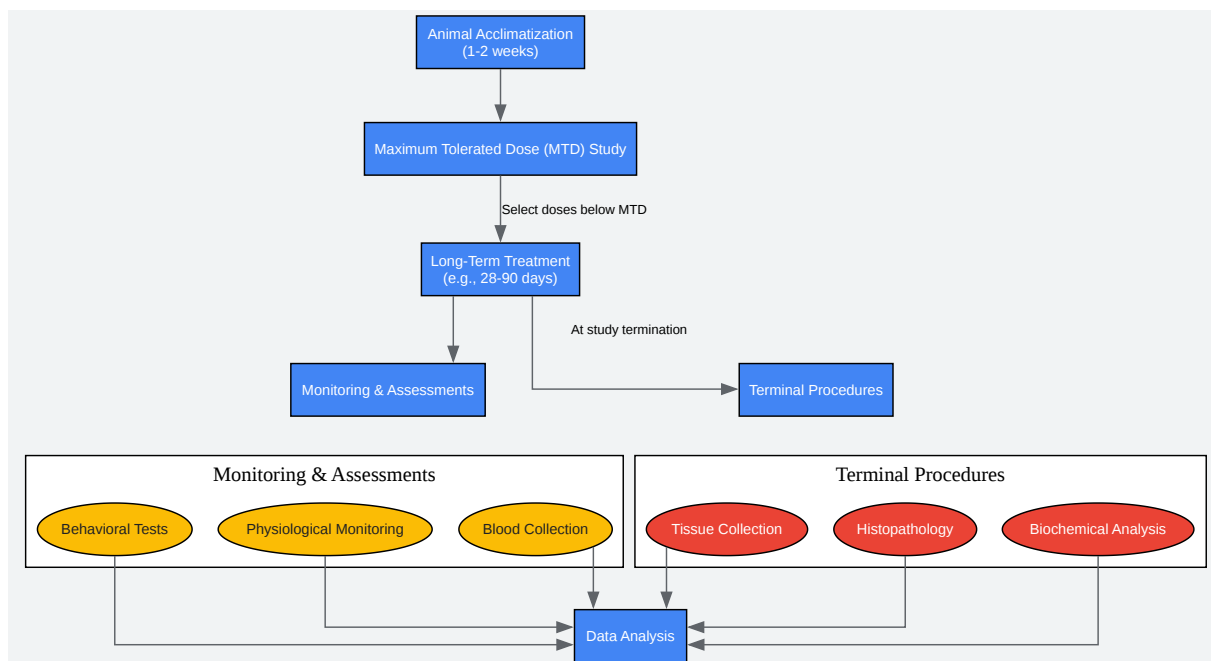 Animal Acclimatization
(1-2 weeks)
Maximum Tolerated Dose (MTD) Study
Select doses below MTD
Long-Term Treatment
(e.g., 28-90 days)
At study termination
Monitoring & Assessments
Terminal Procedures
Monitoring & Assessments
Terminal Procedures
Behavioral Tests
Physiological Monitoring
Blood Collection
Tissue Collection
Histopathology
Biochemical Analysis
Data Analysis